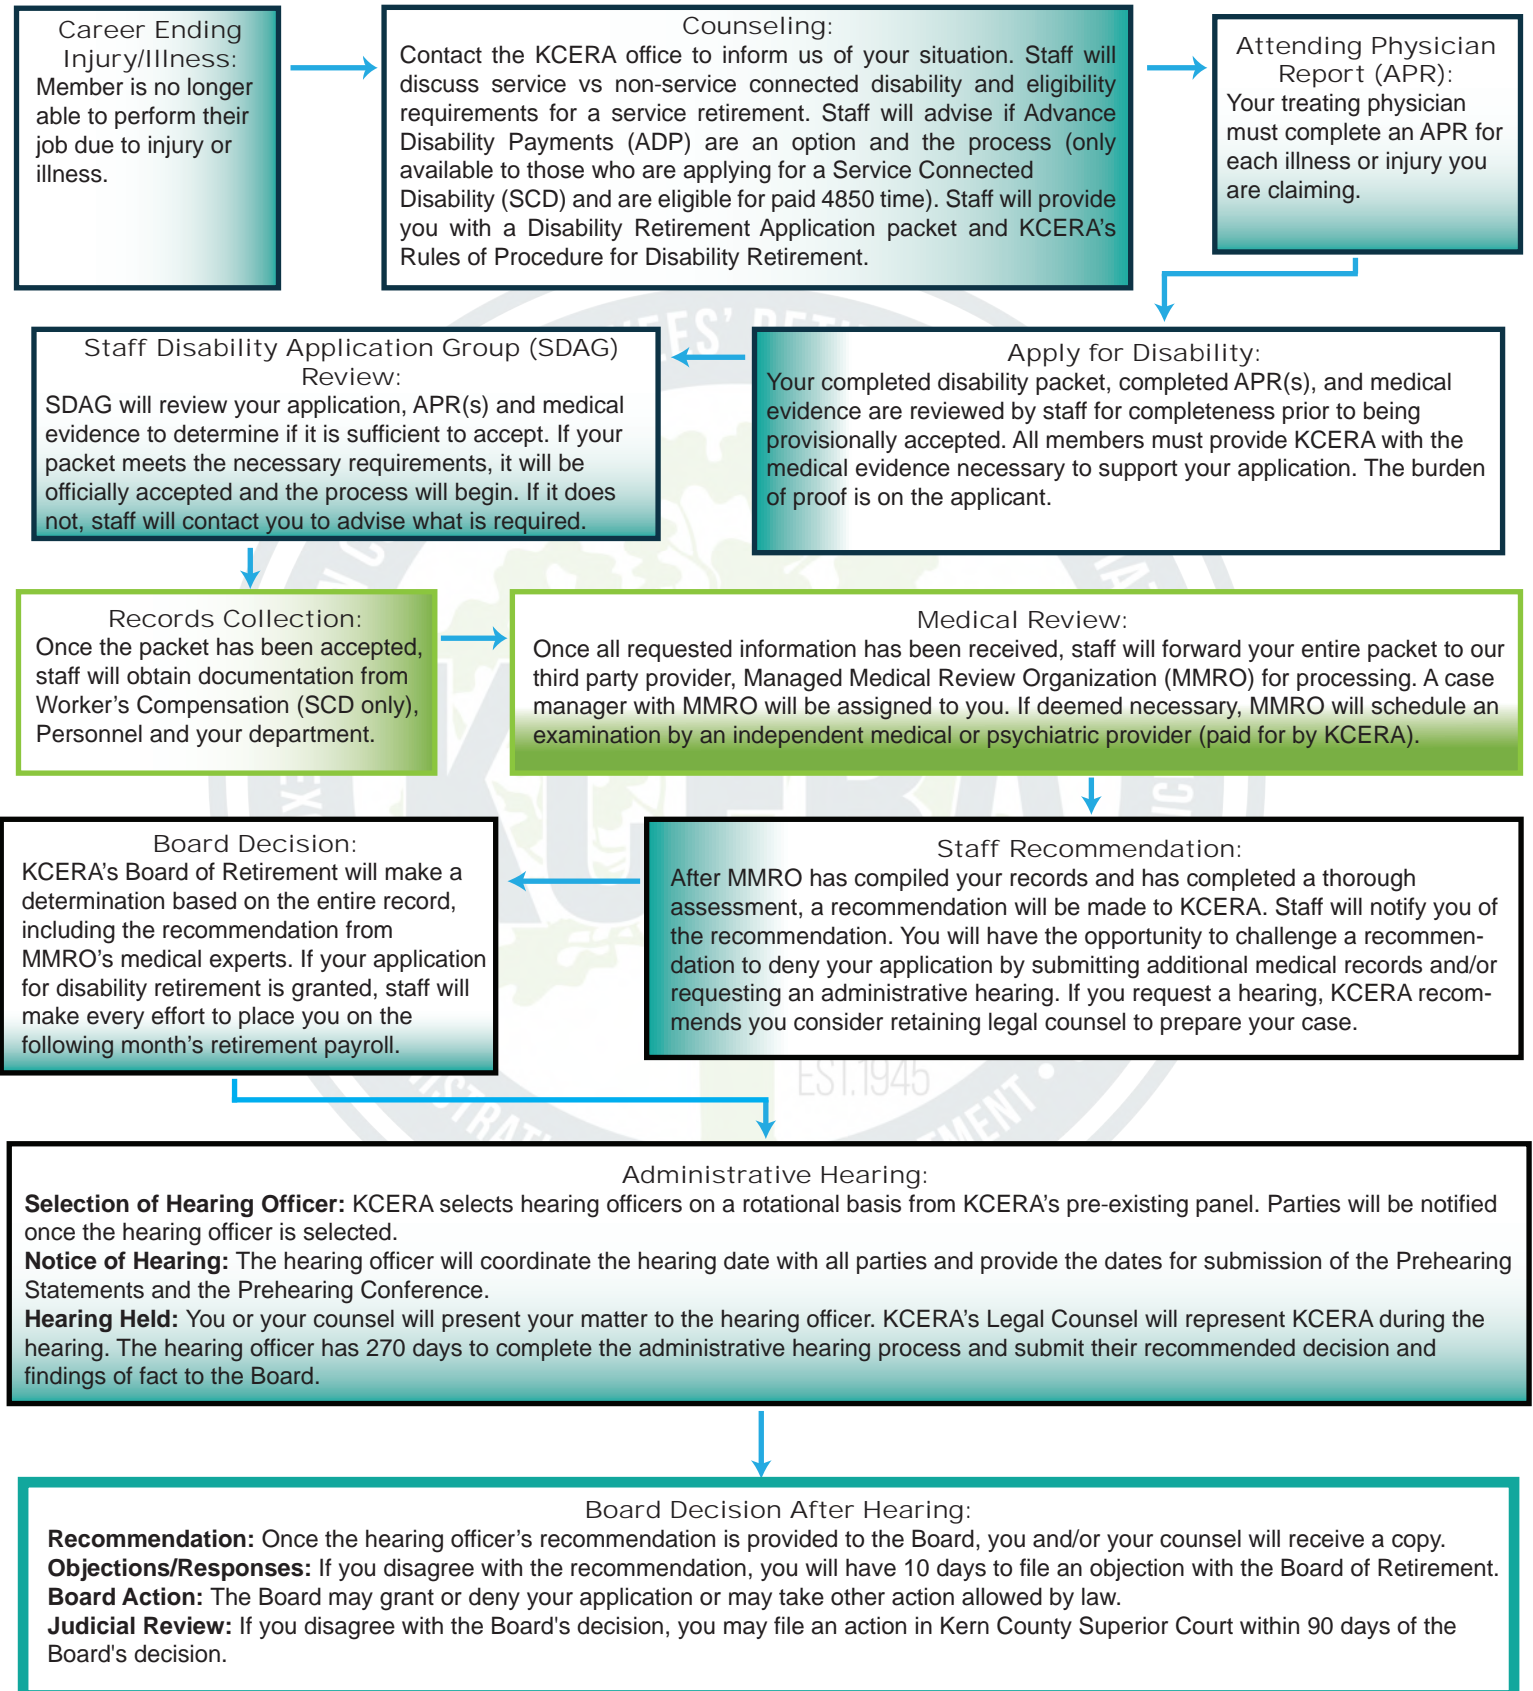 Career Ending
Injury/Illness:
Member is no longer
able to perform their
job due to injury or
illness.
Counseling:
Contact the KCERA office to inform us of your situation. Staff will
discuss service vs non-service connected disability and eligibility
requirements for a service retirement. Staff will advise if Advance
Disability Payments (ADP) are an option and the process (only
available to those who are applying for a Service Connected
Disability (SCD) and are eligible for paid 4850 time). Staff will provide
you with a Disability Retirement Application packet and KCERA's
Rules of Procedure for Disability Retirement.
Attending Physician
Report (APR):
Your treating physician
must complete an APR for
each illness or injury you
are claiming.
Apply for Disability:
Your completed disability packet, completed APR(s), and medical
evidence are reviewed by staff for completeness prior to being
provisionally accepted. All members must provide KCERA with the
medical evidence necessary to support your application. The burden
of proof is on the applicant.
Staff Disability Application Group (SDAG)
Review:
SDAG will review your application, APR(s) and medical
evidence to determine if it is sufficient to accept. If your
packet meets the necessary requirements, it will be
officially accepted and the process will begin. If it does
not, staff will contact you to advise what is required.
Records Collection:
Once the packet has been accepted,
staff will obtain documentation from
Worker's Compensation (SCD only),
Personnel and your department.
Medical Review:
Once all requested information has been received, staff will forward your entire packet to our
third party provider, Managed Medical Review Organization (MMRO) for processing. A case
manager with MMRO will be assigned to you. If deemed necessary, MMRO will schedule an
examination by an independent medical or psychiatric provider (paid for by KCERA).
Staff Recommendation:
After MMRO has compiled your records and has completed a thorough
assessment, a recommendation will be made to KCERA. Staff will notify you of
the recommendation. You will have the opportunity to challenge a recommen-
dation to deny your application by submitting additional medical records and/or
requesting an administrative hearing. If you request a hearing, KCERA recom-
mends you consider retaining legal counsel to prepare your case.
Board Decision:
KCERA's Board of Retirement will make a
determination based on the entire record,
including the recommendation from
MMRO's medical experts. If your application
for disability retirement is granted, staff will
make every effort to place you on the
following month's retirement payroll.
EST.1945
Administrative Hearing:
Selection of Hearing Officer: KCERA selects hearing officers on a rotational basis from KCERA's pre-existing panel. Parties will be notified
once the hearing officer is selected.
Notice of Hearing: The hearing officer will coordinate the hearing date with all parties and provide the dates for submission of the Prehearing
Statements and the Prehearing Conference.
Hearing Held: You or your counsel will present your matter to the hearing officer. KCERA's Legal Counsel will represent KCERA during the
hearing. The hearing officer has 270 days to complete the administrative hearing process and submit their recommended decision and
findings of fact to the Board.
Board Decision After Hearing:
Recommendation: Once the hearing officer's recommendation is provided to the Board, you and/or your counsel will receive a copy.
Objections/Responses: If you disagree with the recommendation, you will have 10 days to file an objection with the Board of Retirement.
Board Action: The Board may grant or deny your application or may take other action allowed by law.
Judicial Review: If you disagree with the Board's decision, you may file an action in Kern County Superior Court within 90 days of the
Board's decision.